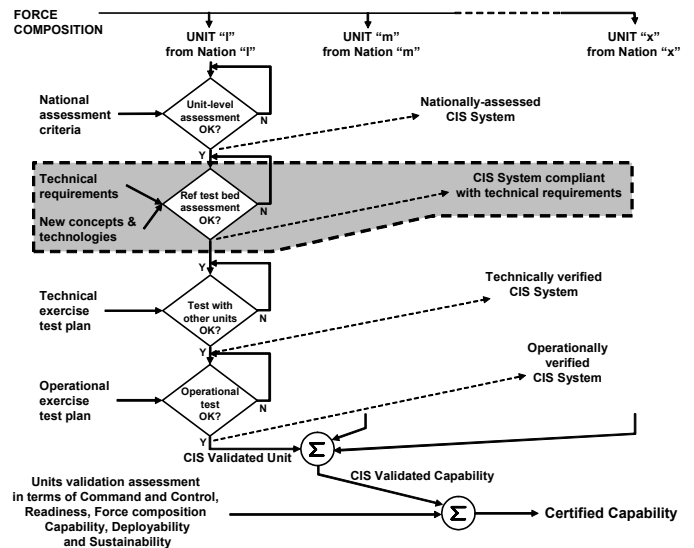 FORCE
COMPOSITION
UNIT “l”
from Nation “l”
UNIT “m”
from Nation “m”
UNIT “x”
from Nation “x”
National
assessment
criteria
Unit-level
assessment
OK?
N
Y
Nationally-assessed
CIS System
Technical
requirements
New concepts &
technologies
Ref test bed
assessment
OK?
N
Y
CIS System compliant
with technical requirements
Technical
exercise
test plan
Test with
other units
OK?
N
Y
Technically verified
CIS System
Operational
exercise
test plan
Operational
test
OK?
N
Y
Operationally
verified
CIS System
CIS Validated Unit
Σ
CIS Validated Capability
Units validation assessment
in terms of Command and Control,
Readiness, Force composition
Capability, Deployability
and Sustainability
Σ
Certified Capability